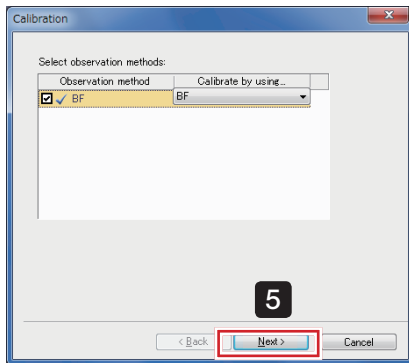 Calibration
Select observation methods:
Observation method Calibrate by using...
BF BF
5
< Back Next > Cancel